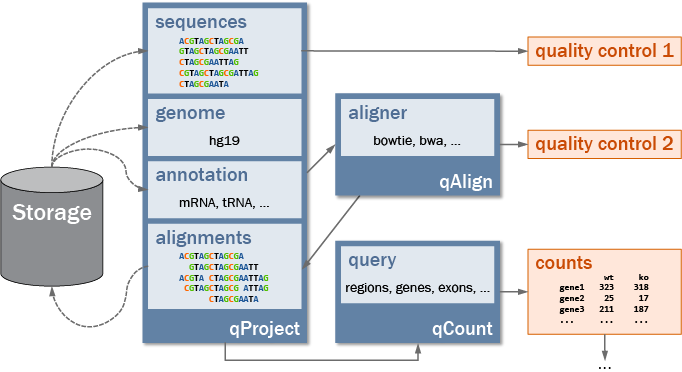 sequences
ACGTAGCTAGCGA
GTAGCTAGCGAATT
CTAGCGAATTAG
CGTAGCTAGCGATTAG
CTAGCGAATA
genome
hg19
annotation
mRNA, tRNA, ...
alignments
ACGTAGCTAGCGA
GTAGCTAGCGAATT
ACGTA CTAGCGAATTAG
CGTAGCTAGCG ATTAG
CTAGCGAATA
qProject
Storage
aligner
bowtie, bwa, ...
qAlign
query
regions, genes, exons, ...
qCount
quality control 1
quality control 2
counts
wt ko
gene1 323 318
gene2 25 17
gene3 211 187
... ... ...
...